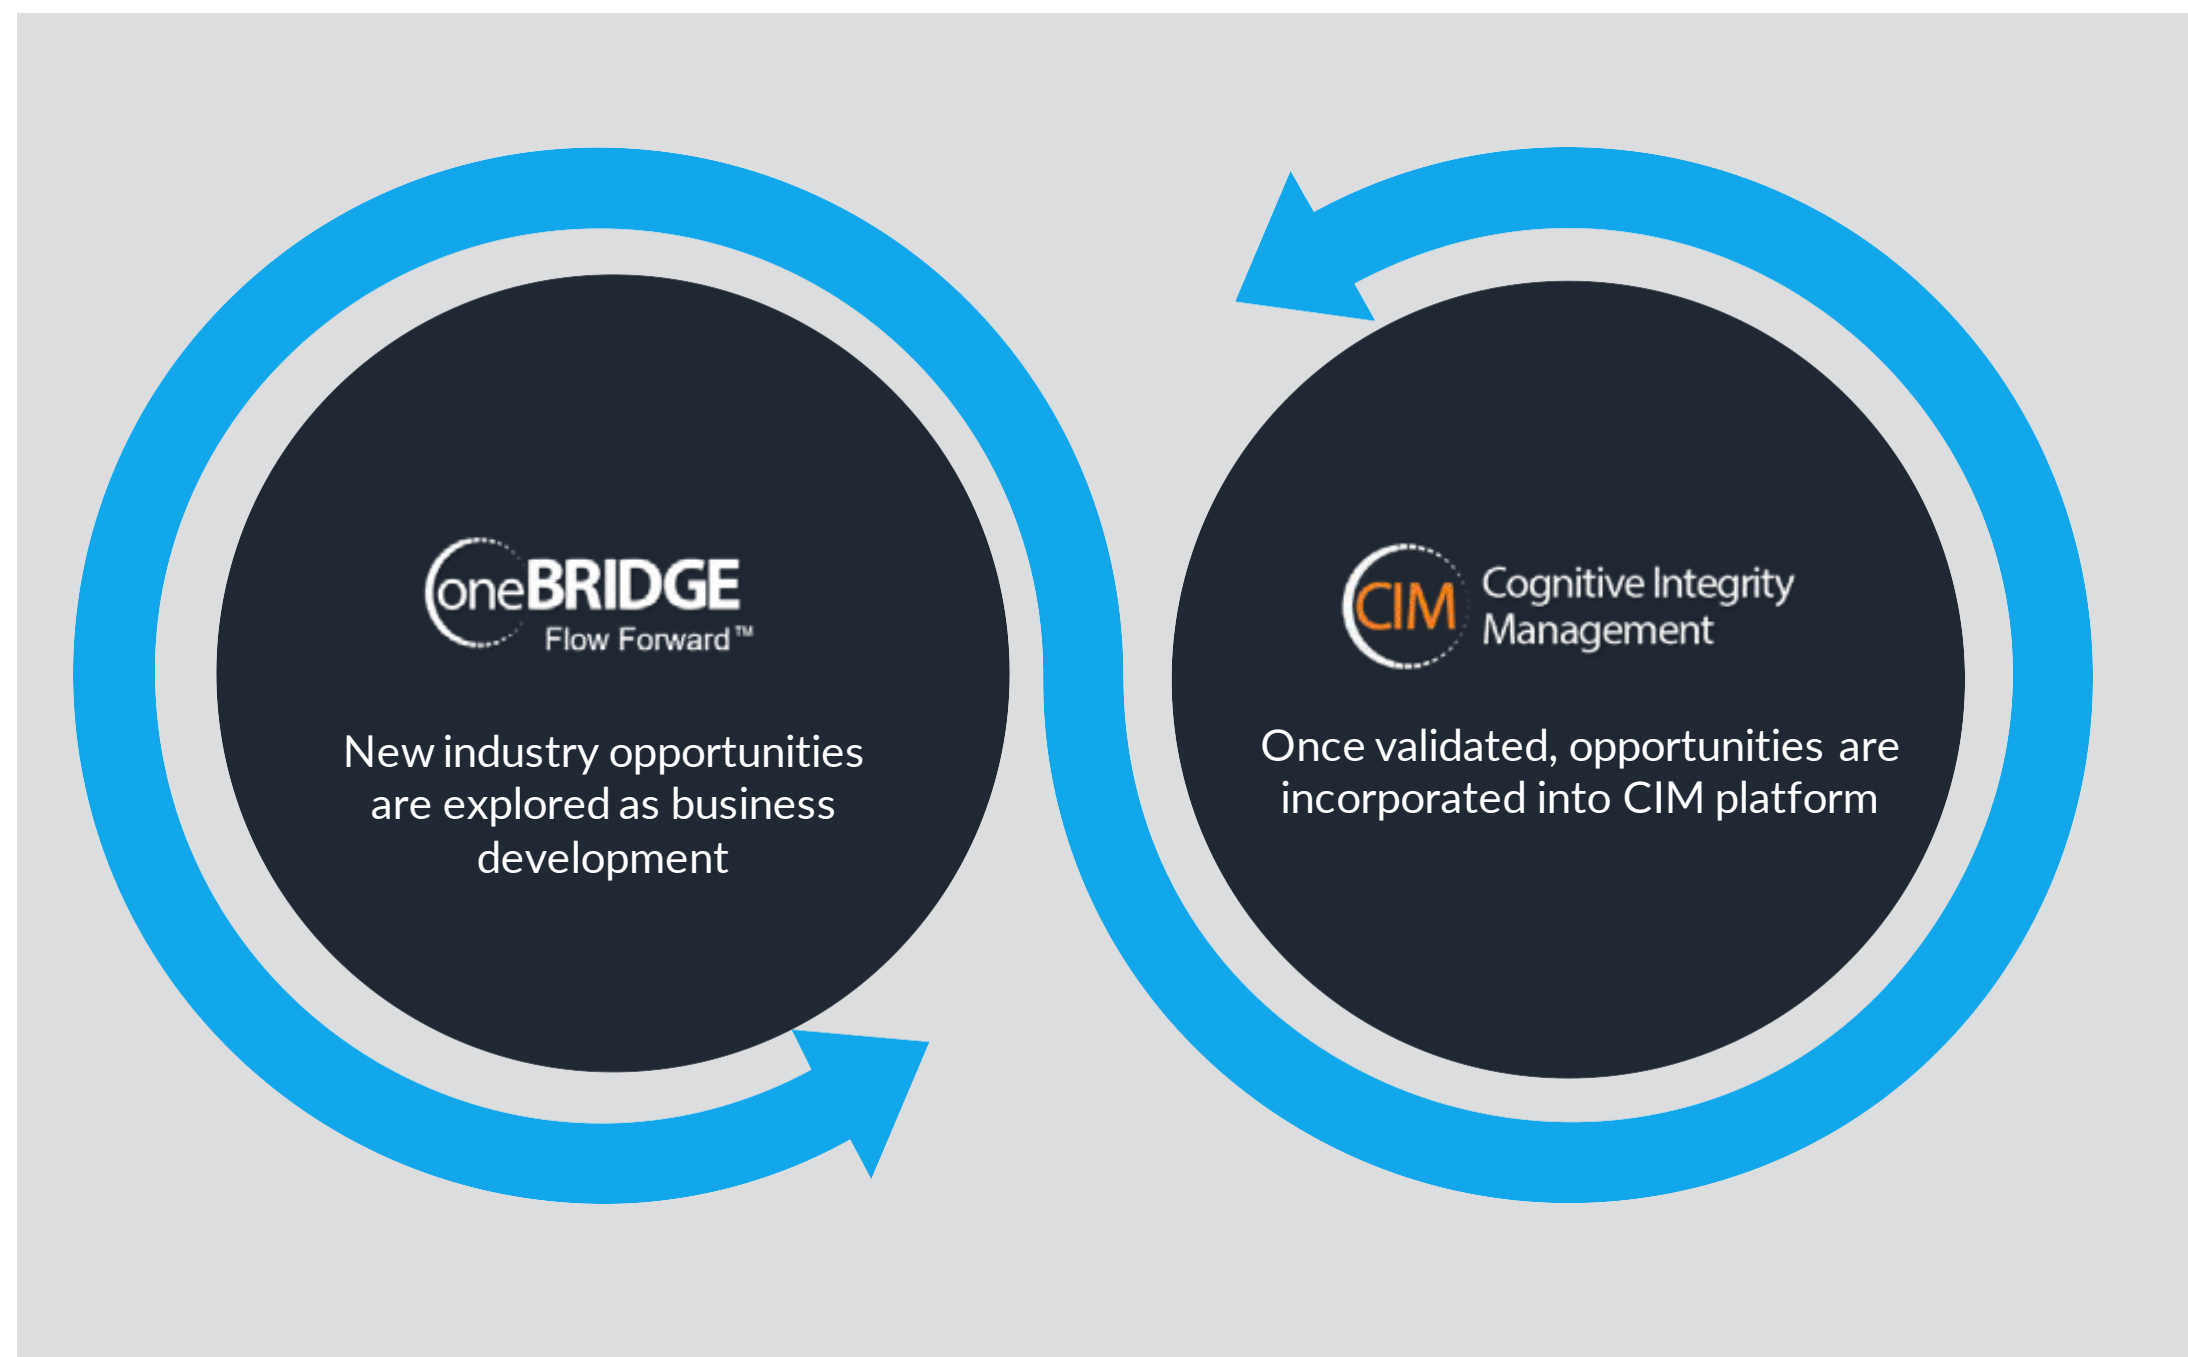 oneBRIDGE
Flow Forward™
New industry opportunities
are explored as business
development
CIM
Cognitive Integrity
Management
Once validated, opportunities are
incorporated into CIM platform